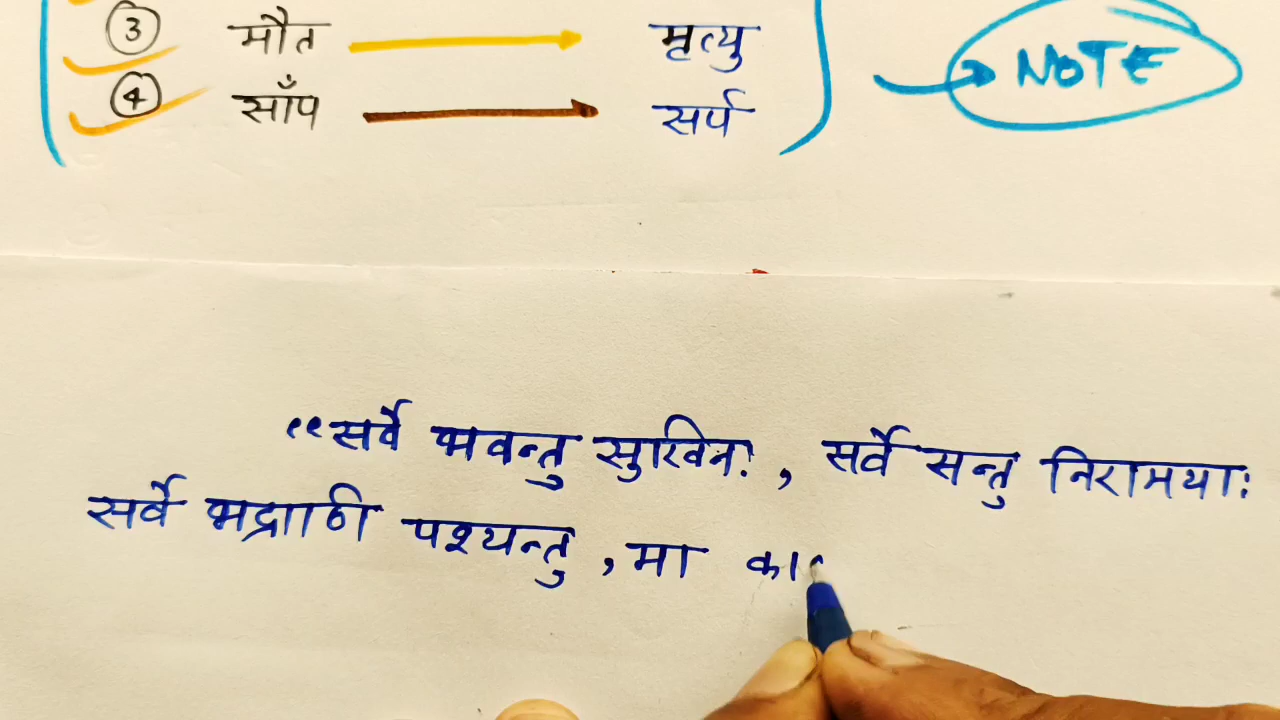 ③ मौत → मृत्यु
④ साँप → सर्प
→ NOTE
“सर्वे भवन्तु सुखिनः, सर्वे सन्तु निरामयाः
सर्वे भद्राणी पश्यन्तु, मा का